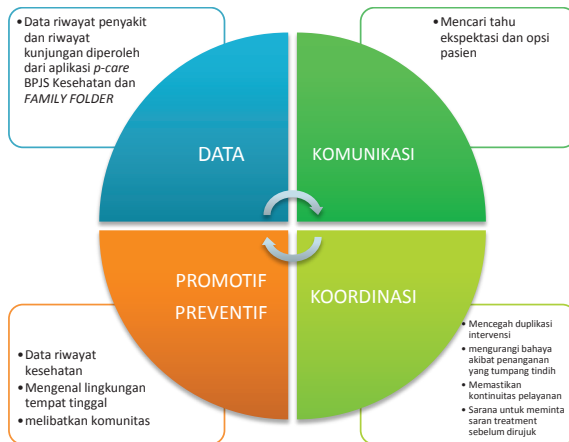 • Data riwayat penyakit
dan riwayat
kunjungan diperoleh
dari aplikasi p-care
BPJS Kesehatan dan
FAMILY FOLDER
• Mencari tahu
ekspektasi dan opsi
pasien
DATA
KOMUNIKASI
PROMOTIF
PREVENTIF
KOORDINASI
• Data riwayat
kesehatan
• Mengenal lingkungan
tempat tinggal
• melibatkan komunitas
• Mencegah duplikasi
intervensi
• mengurangi bahaya
akibat penanganan
yang tumpang tindih
• Memastikan
kontinuitas pelayanan
• Sarana untuk meminta
saran treatment
sebelum dirujuk